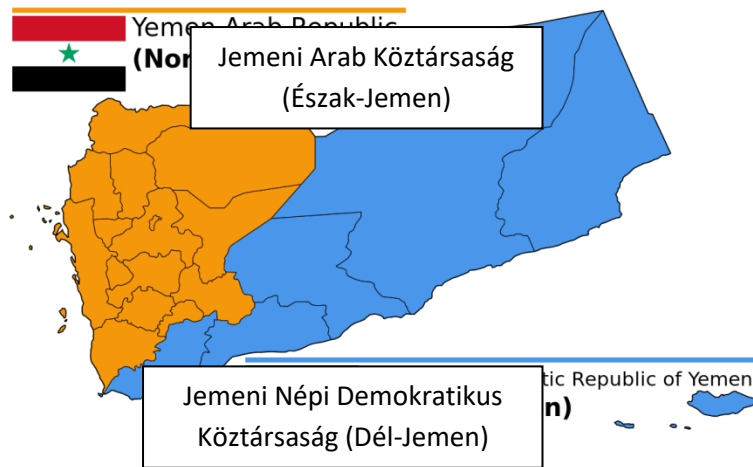 Yemen Arab Republic
(Nor
Jemeni Arab Köztársaság
(Észak-Jemen)
tic Republic of Yemen
n)
Jemeni Népi Demokratikus
Köztársaság (Dél-Jemen)